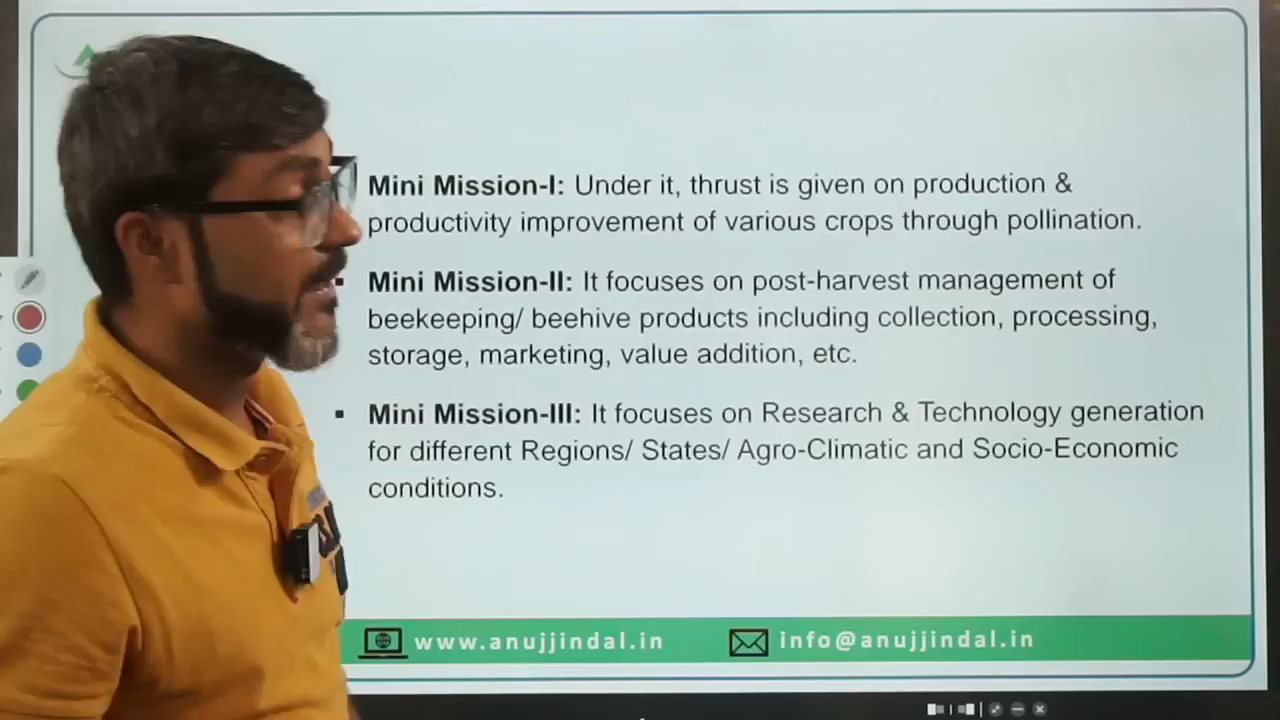 Mini Mission-I: Under it, thrust is given on production &
productivity improvement of various crops through pollination.
▪ Mini Mission-II: It focuses on post-harvest management of
beekeeping/ beehive products including collection, processing,
storage, marketing, value addition, etc.
▪ Mini Mission-III: It focuses on Research & Technology generation
for different Regions/ States/ Agro-Climatic and Socio-Economic
conditions.
www.anujjindal.in info@anujjindal.in